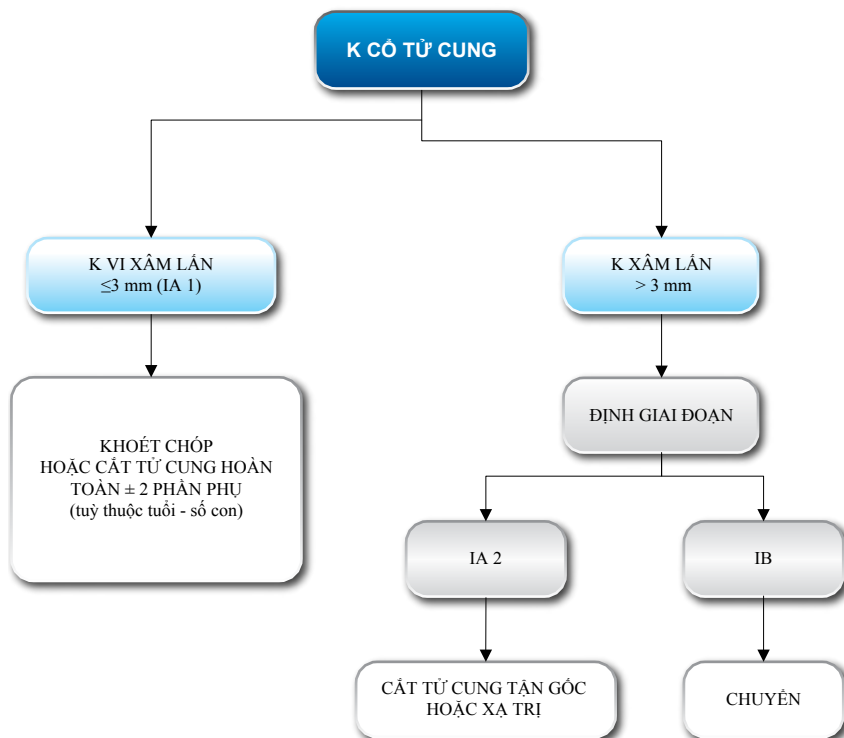 K CỔ TỬ CUNG
K VI XÂM LẤN
≤3 mm (IA 1)
K XÂM LẤN
> 3 mm
KHOÉT CHÓP
HOẶC CẮT TỬ CUNG HOÀN
TOÀN ± 2 PHẦN PHỤ
(tuỳ thuộc tuổi - số con)
ĐỊNH GIAI ĐOẠN
IA 2
IB
CẮT TỬ CUNG TẬN GỐC
HOẶC XẠ TRỊ
CHUYỂN